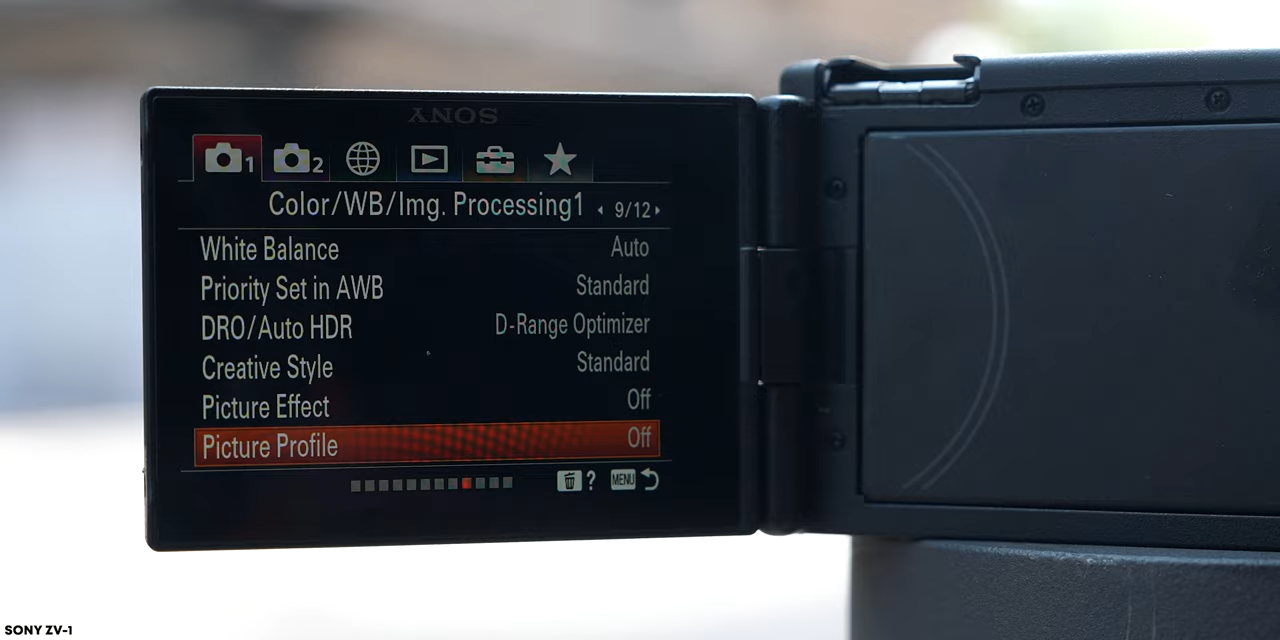 SONY
1 2
Color/WB/Img. Processing1 9/12
White Balance Auto
Priority Set in AWB Standard
DRO/Auto HDR D-Range Optimizer
Creative Style Standard
Picture Effect Off
Picture Profile Off
? MENU
SONY ZV-1